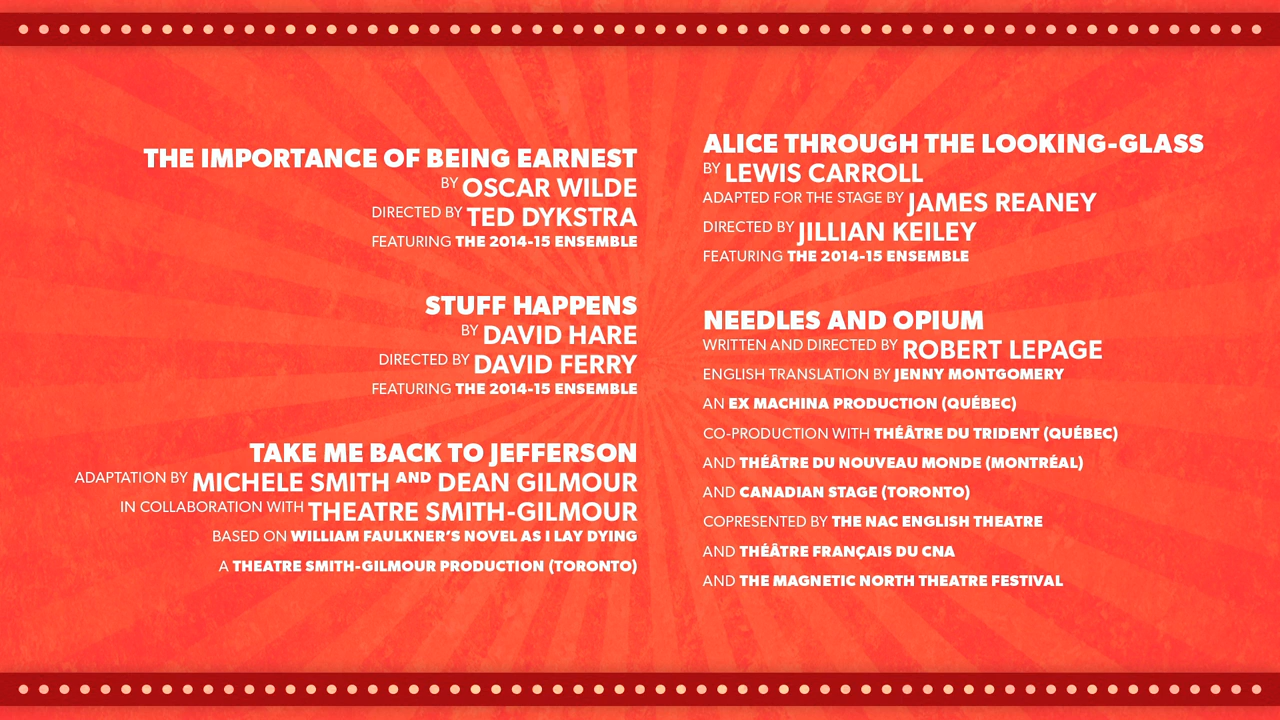 THE IMPORTANCE OF BEING EARNEST
BY OSCAR WILDE
DIRECTED BY TED DYKSTRA
FEATURING THE 2014-15 ENSEMBLE
STUFF HAPPENS
BY DAVID HARE
DIRECTED BY DAVID FERRY
FEATURING THE 2014-15 ENSEMBLE
TAKE ME BACK TO JEFFERSON
ADAPTATION BY MICHELE SMITH AND DEAN GILMOUR
IN COLLABORATION WITH THEATRE SMITH-GILMOUR
BASED ON WILLIAM FAULKNER'S NOVEL AS I LAY DYING
A THEATRE SMITH-GILMOUR PRODUCTION (TORONTO)
ALICE THROUGH THE LOOKING-GLASS
BY LEWIS CARROLL
ADAPTED FOR THE STAGE BY JAMES REANEY
DIRECTED BY JILLIAN KEILEY
FEATURING THE 2014-15 ENSEMBLE
NEEDLES AND OPIUM
WRITTEN AND DIRECTED BY ROBERT LEPAGE
ENGLISH TRANSLATION BY JENNY MONTGOMERY
AN EX MACHINA PRODUCTION (QUÉBEC)
CO-PRODUCTION WITH THÉÂTRE DU TRIDENT (QUÉBEC)
AND THÉÂTRE DU NOUVEAU MONDE (MONTRÉAL)
AND CANADIAN STAGE (TORONTO)
COPRESENTED BY THE NAC ENGLISH THEATRE
AND THÉÂTRE FRANÇAIS DU CNA
AND THE MAGNETIC NORTH THEATRE FESTIVAL